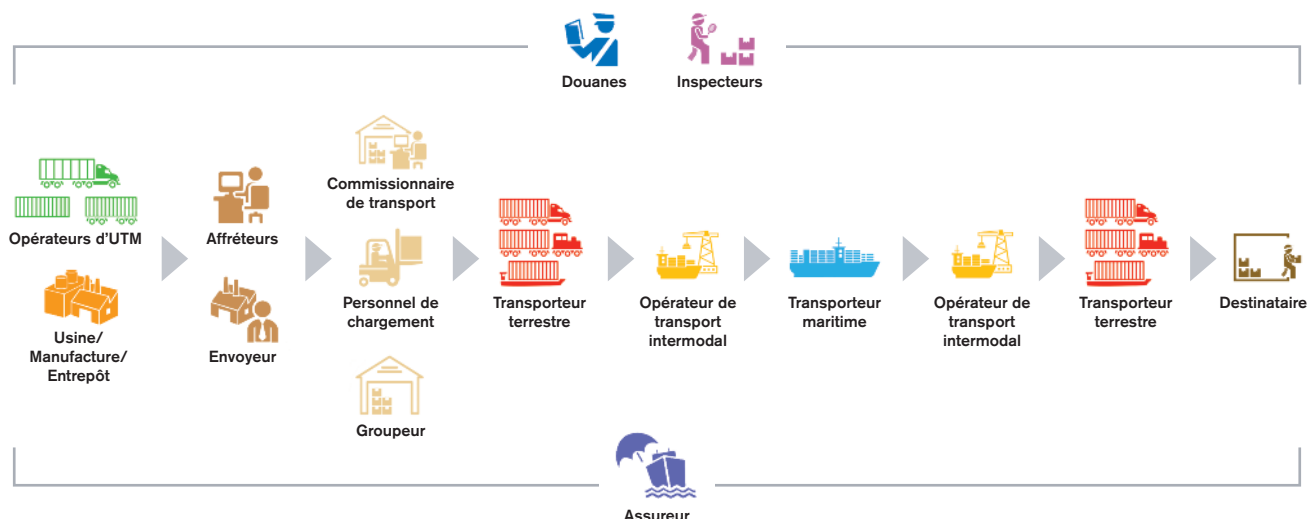 Douanes
Inspecteurs
Opérateurs d'UTM
Usine/
Manufacture/
Entrepôt
Affréteurs
Envoyeur
Commissionnaire
de transport
Personnel de
chargement
Groupeur
Transporteur
terrestre
Opérateur de
transport
intermodal
Transporteur
maritime
Opérateur de
transport
intermodal
Transporteur
terrestre
Destinataire
Assureur